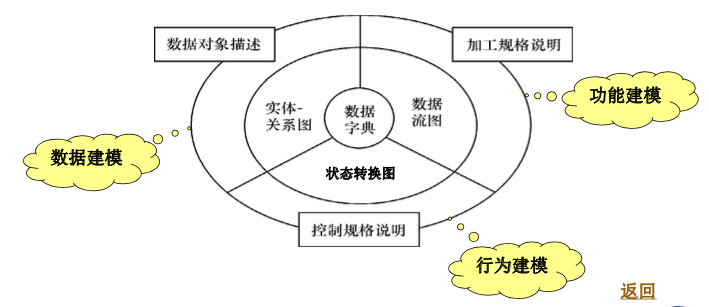 数据对象描述
加工规格说明
功能建模
实体-
关系图
数据
字典
数据
流图
数据建模
状态转换图
控制规格说明
行为建模
返回